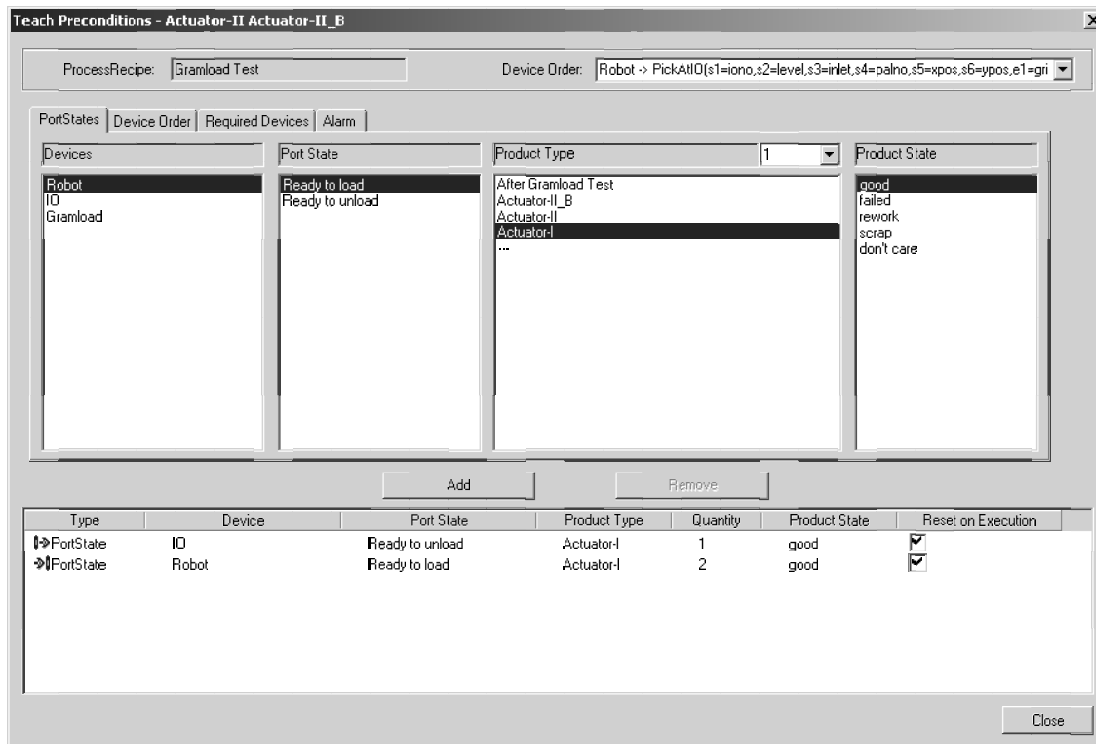 Teach Preconditions - Actuator-II Actuator-II_B
ProcessRecipe: Gramload Test Device Order: Robot -> PickAtIO(s1=iono,s2=level,s3=inlet,s4=palno,s5=xpos,s6=ypos,e1=gri
PortStates Device Order Required Devices Alarm
Devices Port State Product Type 1 Product State
Robot Ready to load After Gramload Test good
IO Ready to unload Actuator-II_B failed
Gramload Actuator-II rework
Actuator-I scrap
... don't care
Add Remove
Type Device Port State Product Type Quantity Product State Reset on Execution
PortState IO Ready to unload Actuator-I 1 good
PortState Robot Ready to load Actuator-I 2 good
Close